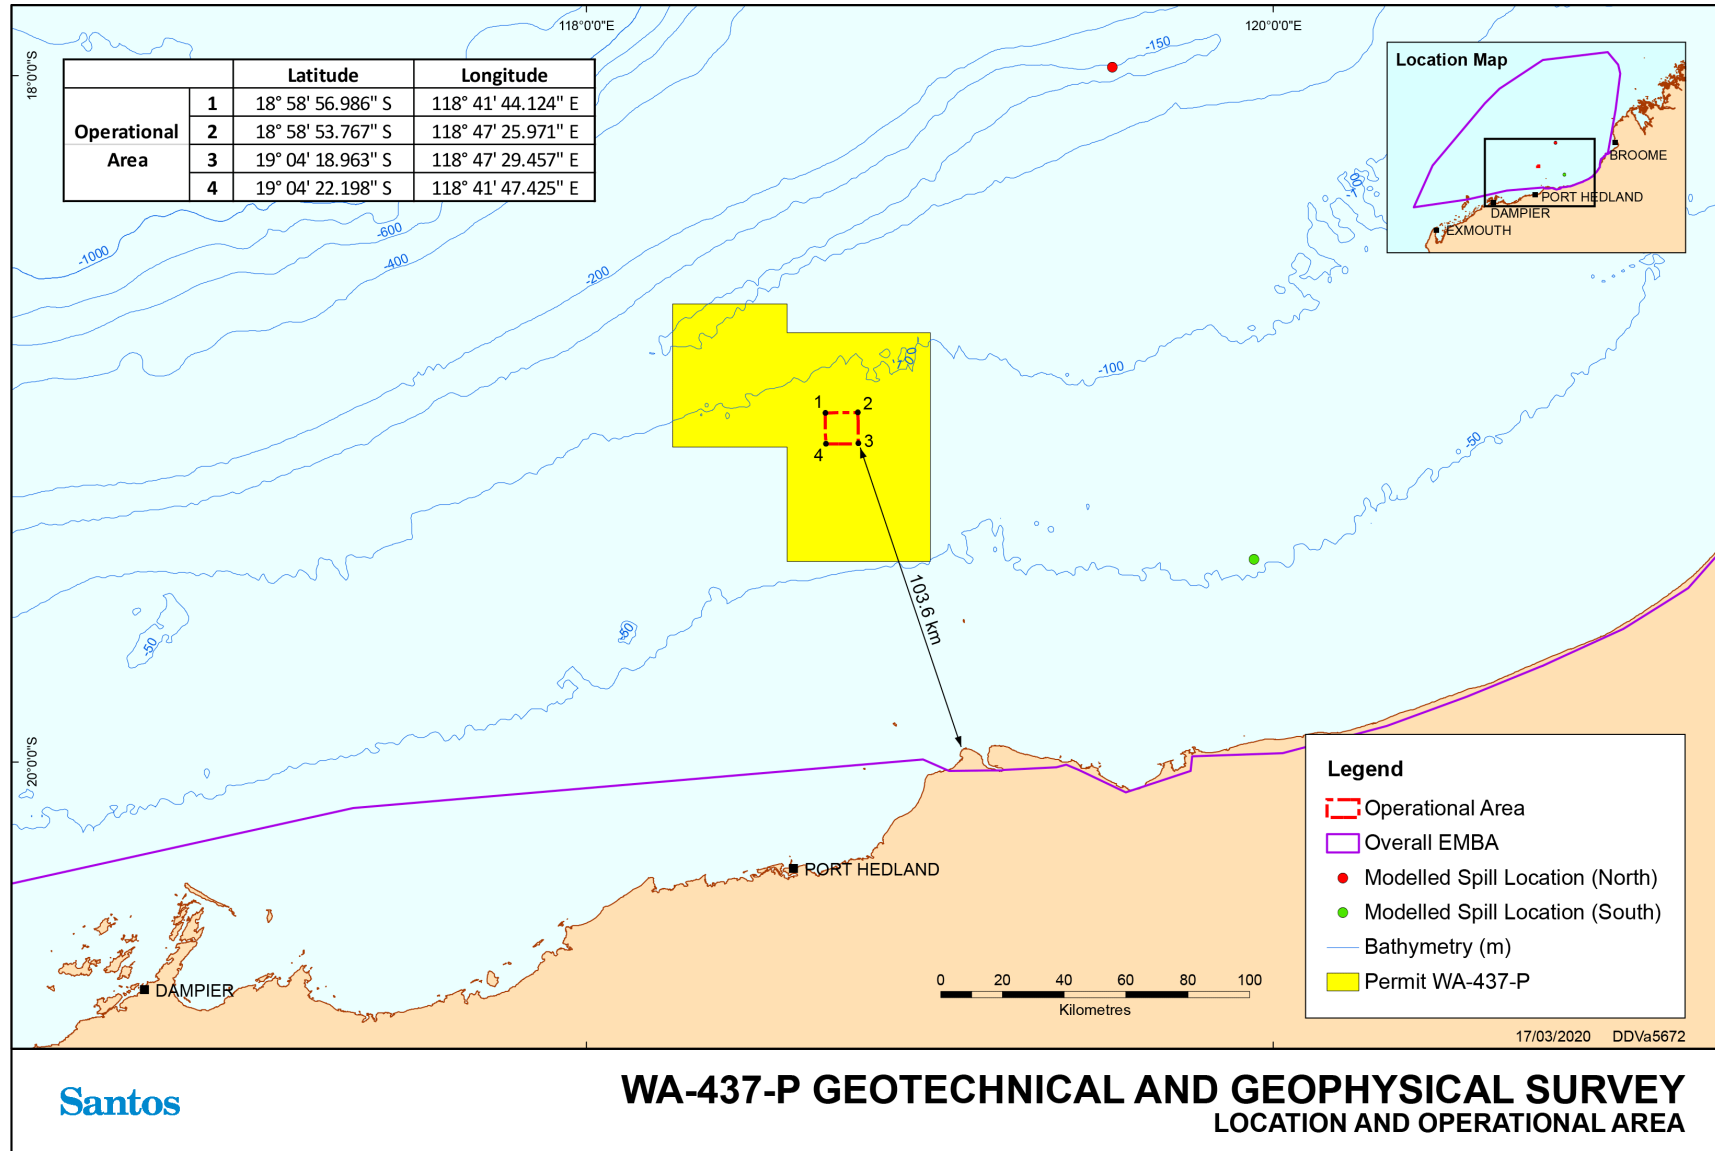 118°0'0"E
120°0'0"E
18°0'0"S
20°0'0"S
Latitude Longitude
Operational Area
1 18° 58' 56.986" S 118° 41' 44.124" E
2 18° 58' 53.767" S 118° 47' 25.971" E
3 19° 04' 18.963" S 118° 47' 29.457" E
4 19° 04' 22.198" S 118° 41' 47.425" E
Location Map
BROOME
PORT HEDLAND
DAMPIER
EXMOUTH
-150
-1000
-600
-400
-200
-100
-100
-100
-50
-50
-50
1
2
3
4
103.6 km
PORT HEDLAND
DAMPIER
0 20 40 60 80 100
Kilometres
Legend
Operational Area
Overall EMBA
Modelled Spill Location (North)
Modelled Spill Location (South)
Bathymetry (m)
Permit WA-437-P
17/03/2020 DDVa5672
Santos
WA-437-P GEOTECHNICAL AND GEOPHYSICAL SURVEY
LOCATION AND OPERATIONAL AREA